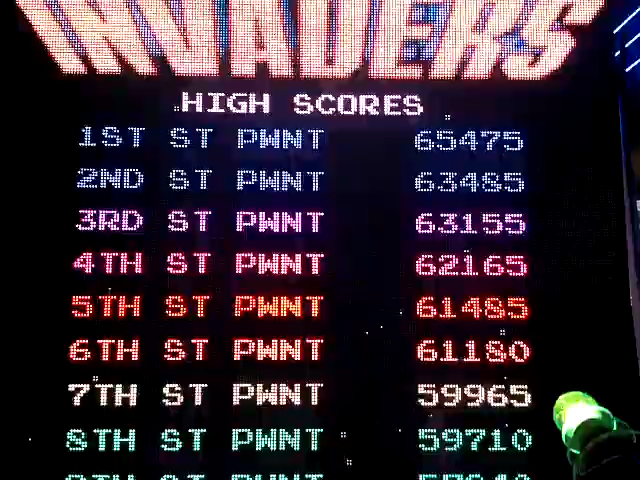 INVADERS
HIGH SCORES
1ST ST PWNT 65475
2ND ST PWNT 63485
3RD ST PWNT 63155
4TH ST PWNT 62165
5TH ST PWNT 61485
6TH ST PWNT 61180
7TH ST PWNT 59965
8TH ST PWNT 59710